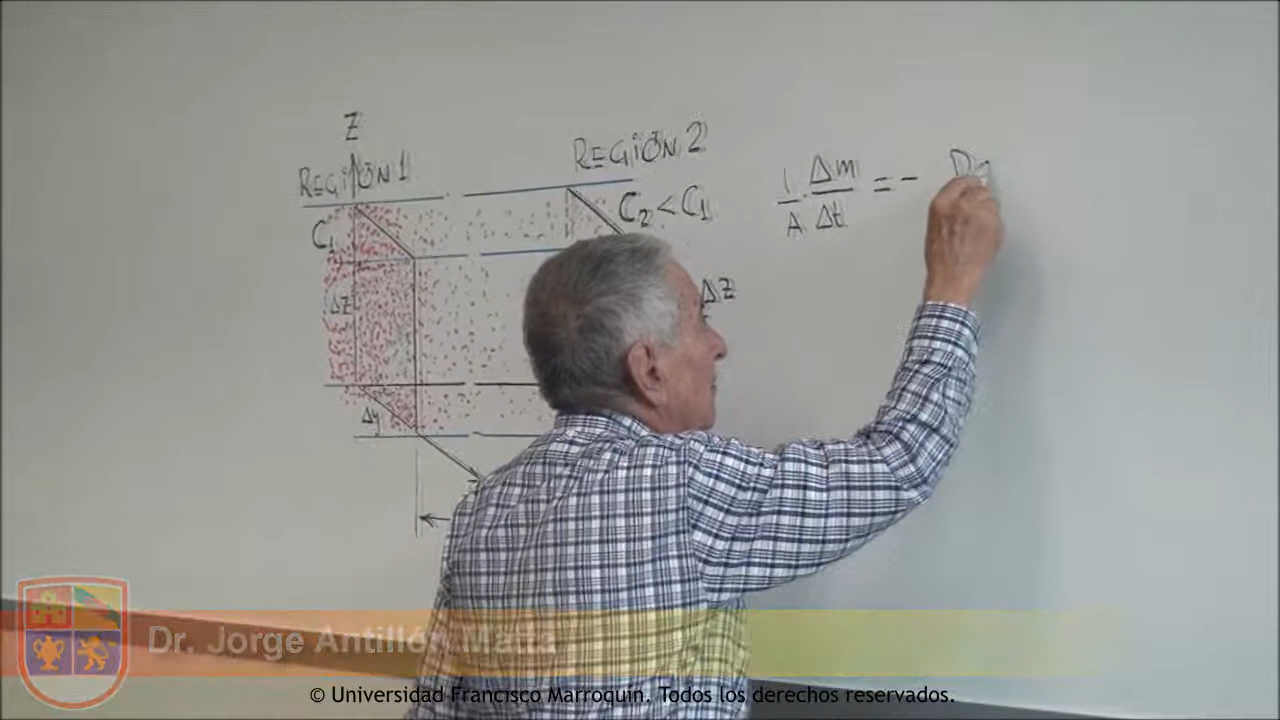 Z
REGIÓN 1
REGIÓN 2
C₁
C₂ < C₁
ΔZ
ΔZ
Δy
1/A · Δm/Δt = -
Dr. Jorge Antillón Matta
© Universidad Francisco Marroquín. Todos los derechos reservados.